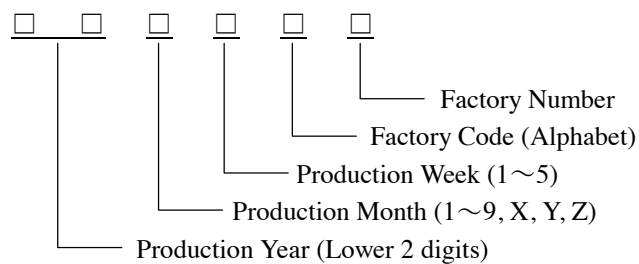 □ □ □ □ □ □
Factory Number
Factory Code (Alphabet)
Production Week (1～5)
Production Month (1～9, X, Y, Z)
Production Year (Lower 2 digits)